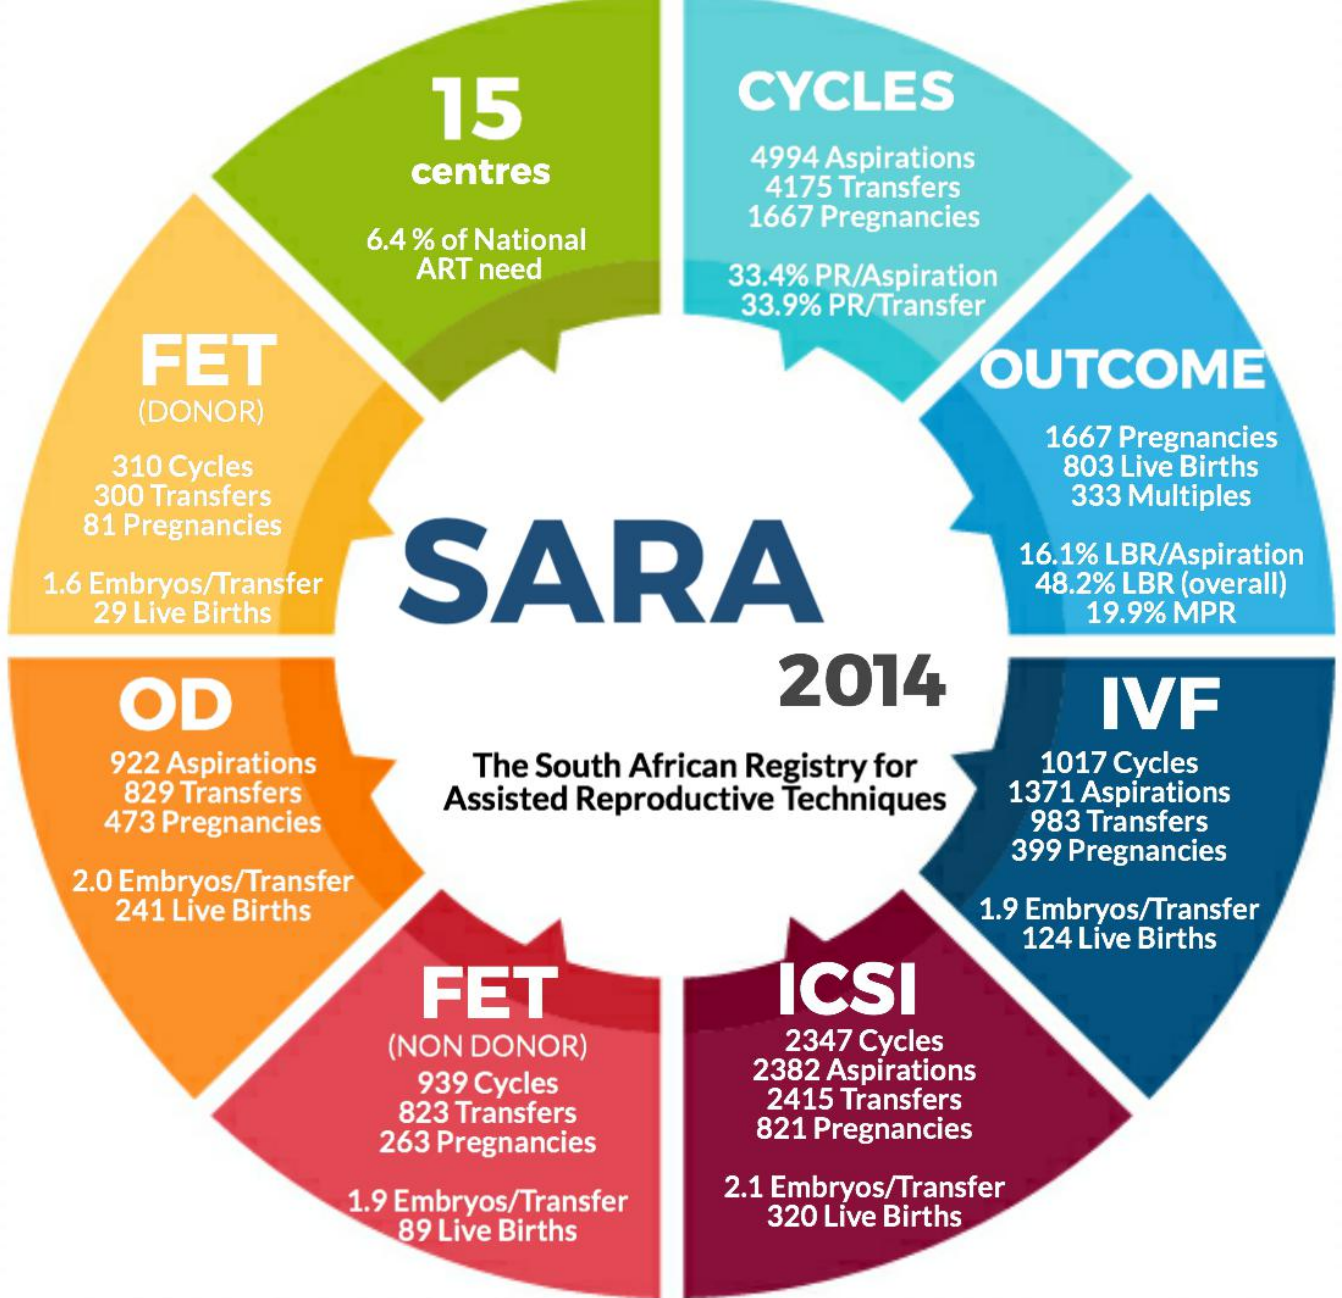 15
centres
6.4 % of National
ART need
CYCLES
4994 Aspirations
4175 Transfers
1667 Pregnancies
33.4% PR/Aspiration
33.9% PR/Transfer
OUTCOME
1667 Pregnancies
803 Live Births
333 Multiples
16.1% LBR/Aspiration
48.2% LBR (overall)
19.9% MPR
IVF
1017 Cycles
1371 Aspirations
983 Transfers
399 Pregnancies
1.9 Embryos/Transfer
124 Live Births
ICSI
2347 Cycles
2382 Aspirations
2415 Transfers
821 Pregnancies
2.1 Embryos/Transfer
320 Live Births
FET
(NON DONOR)
939 Cycles
823 Transfers
263 Pregnancies
1.9 Embryos/Transfer
89 Live Births
OD
922 Aspirations
829 Transfers
473 Pregnancies
2.0 Embryos/Transfer
241 Live Births
FET
(DONOR)
310 Cycles
300 Transfers
81 Pregnancies
1.6 Embryos/Transfer
29 Live Births
SARA
2014
The South African Registry for
Assisted Reproductive Techniques